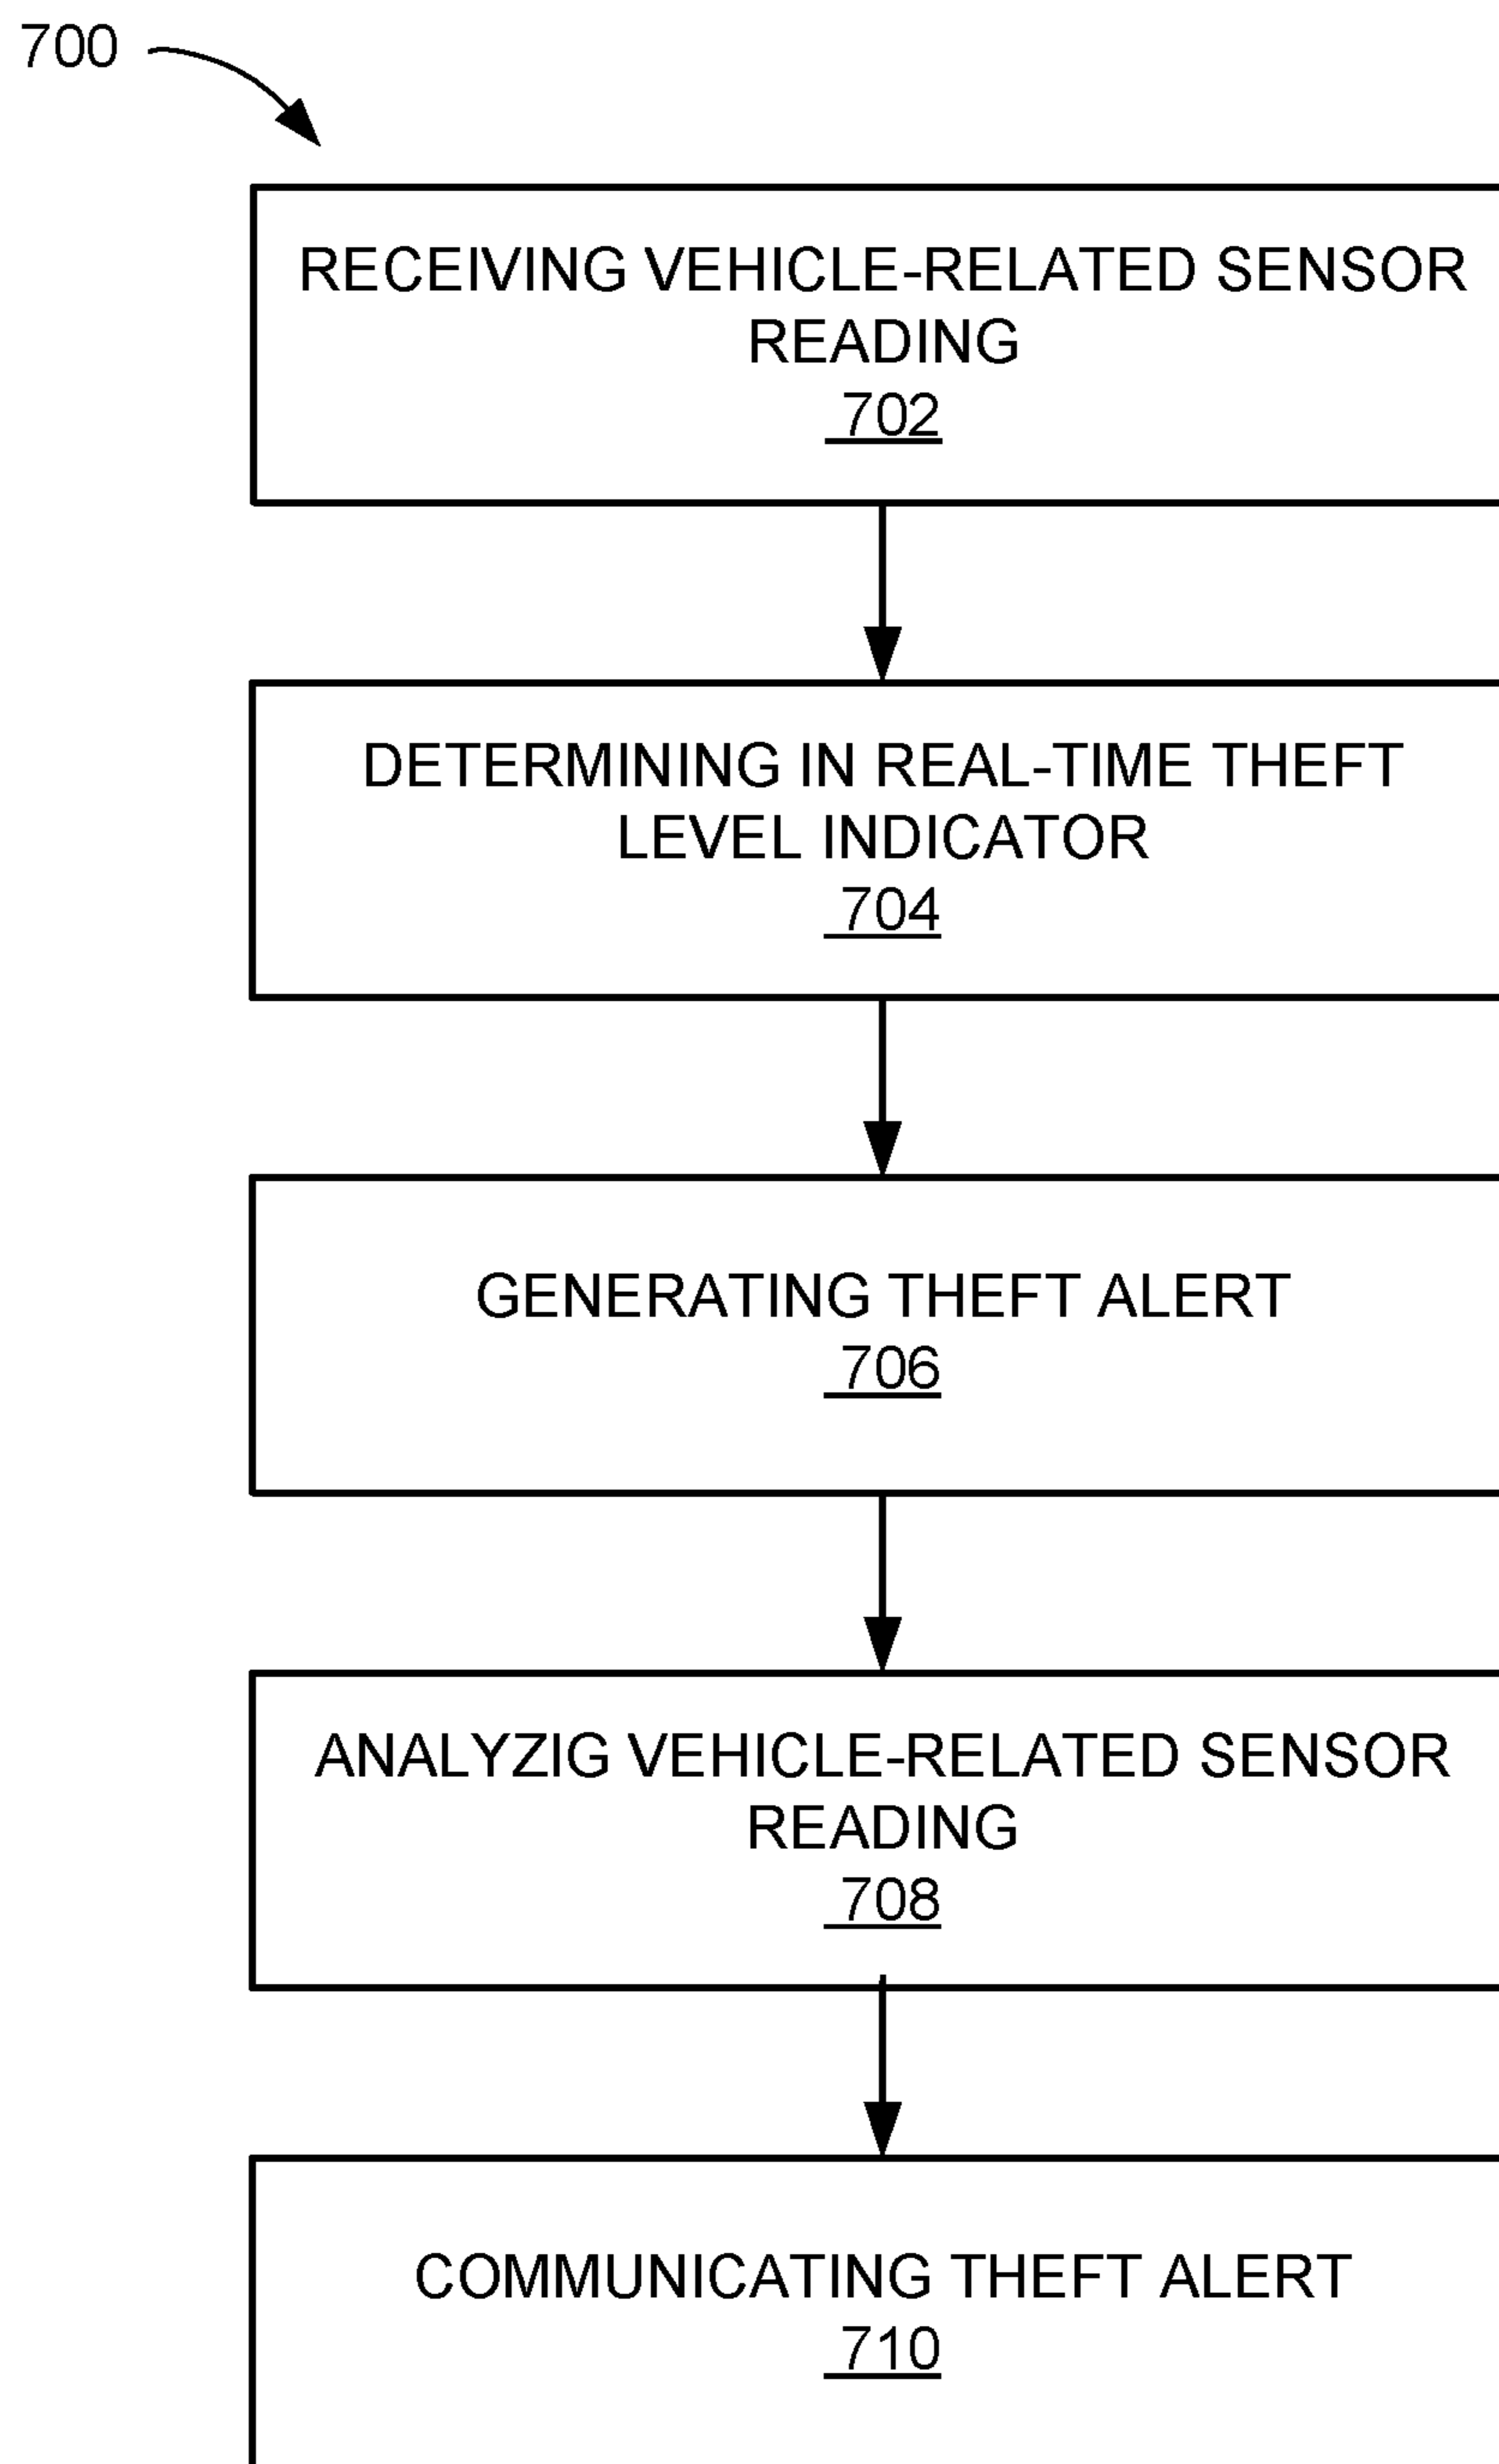 700
RECEIVING VEHICLE-RELATED SENSOR
READING
702
DETERMINING IN REAL-TIME THEFT
LEVEL INDICATOR
704
GENERATING THEFT ALERT
706
ANALYZIG VEHICLE-RELATED SENSOR
READING
708
COMMUNICATING THEFT ALERT
710